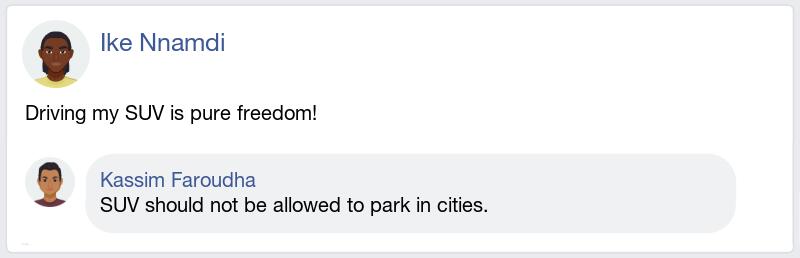 Ike Nnamdi
Driving my SUV is pure freedom!
Kassim Faroudha
SUV should not be allowed to park in cities.